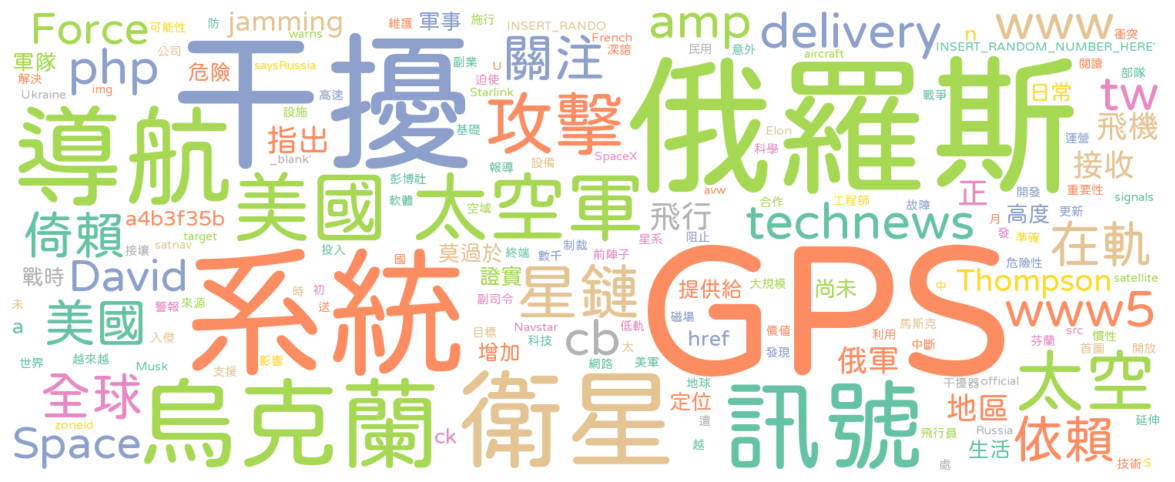 Force 可能性 防 jamming 維護 軍事 施行 INSERT_RANDO amp delivery www n
公司 warns French 深諳 民用 意外 aircraft INSERT_RANDOM_NUMBER_HERE' 衝突
軍隊 php 危險 saysRussia 干擾 U 副業 關注 俄羅斯 閱讀 部隊
解決 img Ukraine 高速 迫使 Starlink 戰爭 日常 tw
導航 設施 指出 _blank' 基礎 攻擊 Elon 科學 運營 飛機
SpaceX 接收
彭博社 報導 設備 avw 正 開發 重要性 signals
倚賴 a4b3f35b 美國 軟體 空域 太空軍 飛行 合作 工程師 故障 月 高度 更新
接壤 satnav target 投入 終端 數千 制裁 星系 前陣子 阻止 technews 發 準確 在軌
戰時 David 系統 國 莫過於 證實 星鏈 GPS 提供給 大規模 尚未 危險性 Thompson satellite
a 美國 未 警報 來源 時 初 送 副司令 Navstar 低軌 磁場 價值 馬斯克 中 www5
世界 越來越 Musk 入侵 影響 目標 科技 cb href 利用 中斷 芬蘭 src 慣性
支援 增加 太 網路 美軍 發現 俄軍 首圖 開放
全球 烏克蘭 衛星 地球 定位 訊號 干擾器 official 太空
zoneid 遭 地區 延伸
Space ck 越 飛行員 Russia 依賴
處 生活 技術 S